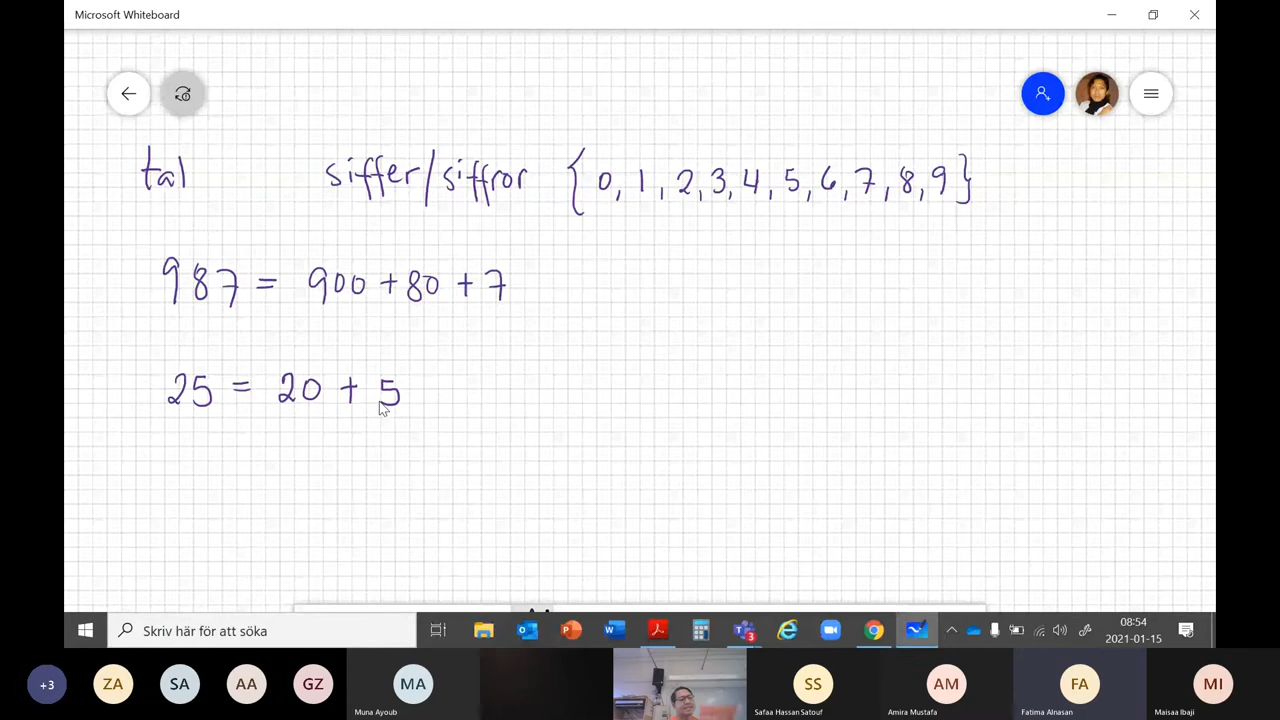 Microsoft Whiteboard
tal siffer/siffror {0, 1, 2, 3, 4, 5, 6, 7, 8, 9}
987 = 900 + 80 + 7
25 = 20 + 5
Skriv här för att söka
3
08:54
2021-01-15
+3 ZA SA AA GZ MA SS AM FA MI
Muna Ayoub Safaa Hassan Satouf Amira Mustafa Fatima Alnasan Maisaa Ibaji